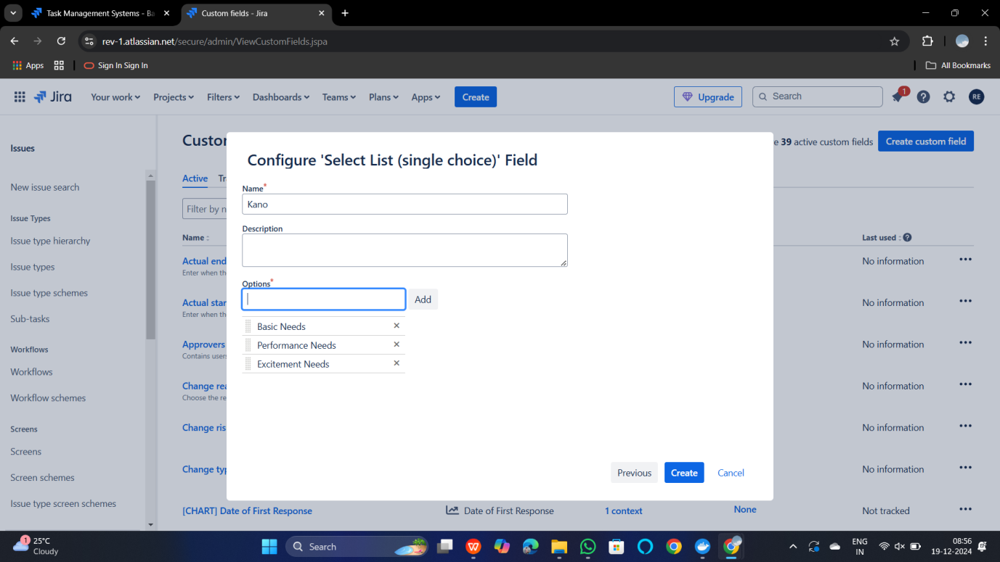 Task Management Systems - Ba
Custom fields - Jira
rev-1.atlassian.net/secure/admin/ViewCustomFields.jspa
Apps
Sign In Sign In
All Bookmarks
Jira
Your work
Projects
Filters
Dashboards
Teams
Plans
Apps
Create
Upgrade
Search
1
RE
Issues
New issue search
Issue Types
Issue type hierarchy
Issue types
Issue type schemes
Sub-tasks
Workflows
Workflows
Workflow schemes
Screens
Screens
Screen schemes
Issue type screen schemes
Custor
e 39 active custom fields
Create custom field
Active
Tr
Filter by n
Name
Last used
Actual end
Enter when th
No information
Actual star
Enter when th
No information
Approvers
Contains users
No information
Change rea
Choose the re
No information
Change ris
No information
Change typ
No information
[CHART] Date of First Response
Date of First Response
1 context
None
Not tracked
Configure 'Select List (single choice)' Field
Name*
Kano
Description
Options*
Add
Basic Needs
Performance Needs
Excitement Needs
Previous
Create
Cancel
1
25°C
Cloudy
Search
ENG
IN
08:56
19-12-2024